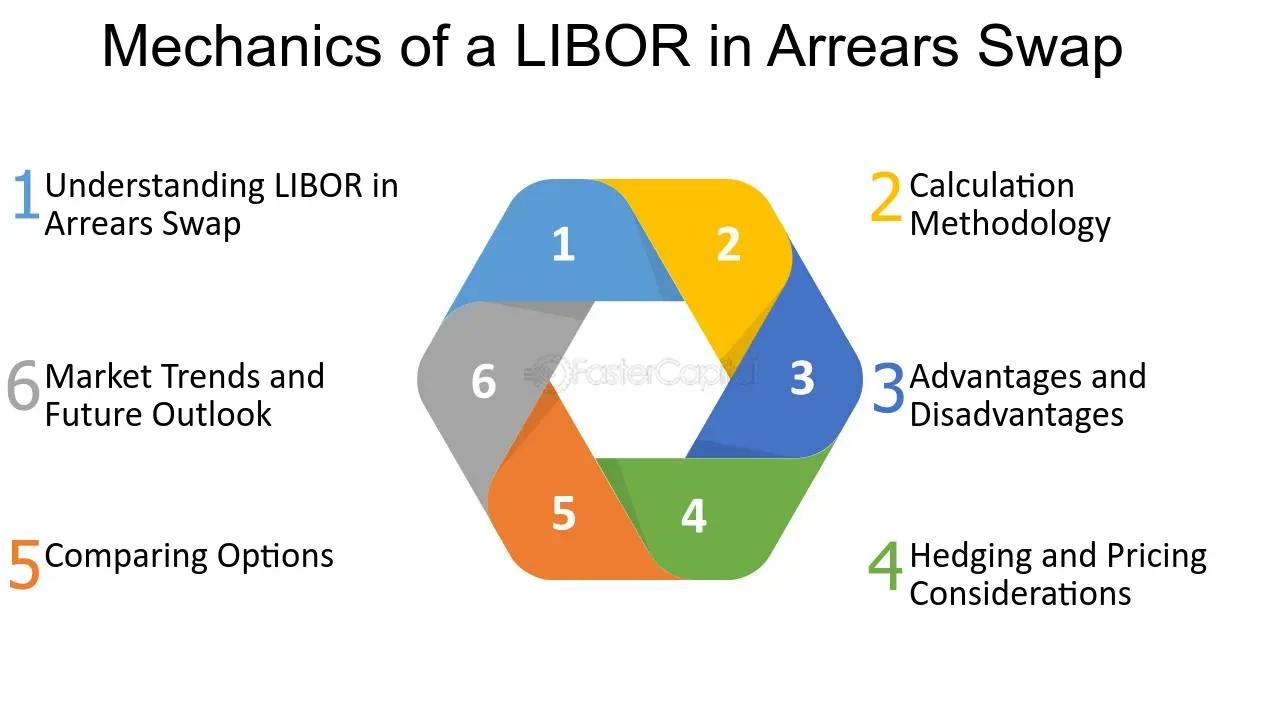 Mechanics of a LIBOR in Arrears Swap
1 Understanding LIBOR in
Arrears Swap
2 Calculation
Methodology
1
2
6 Market Trends and
Future Outlook
6
FasterCapital
3
3 Advantages and
Disadvantages
5 Comparing Options
5
4
4 Hedging and Pricing
Considerations